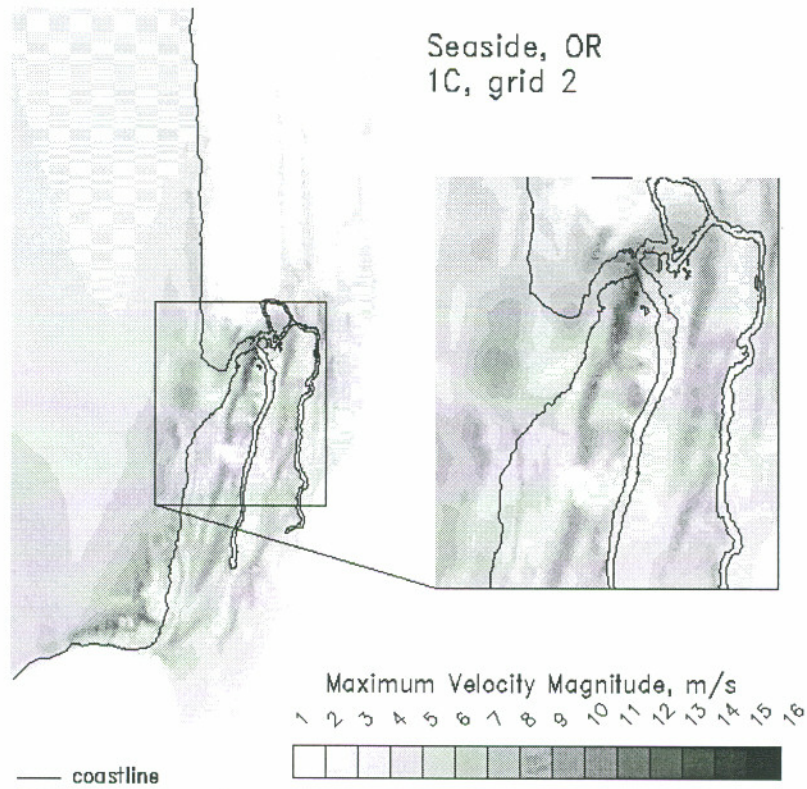 Seaside, OR
1C, grid 2
Maximum Velocity Magnitude, m/s
1 2 3 4 5 6 7 8 9 10 11 12 13 14 15 16
coastline